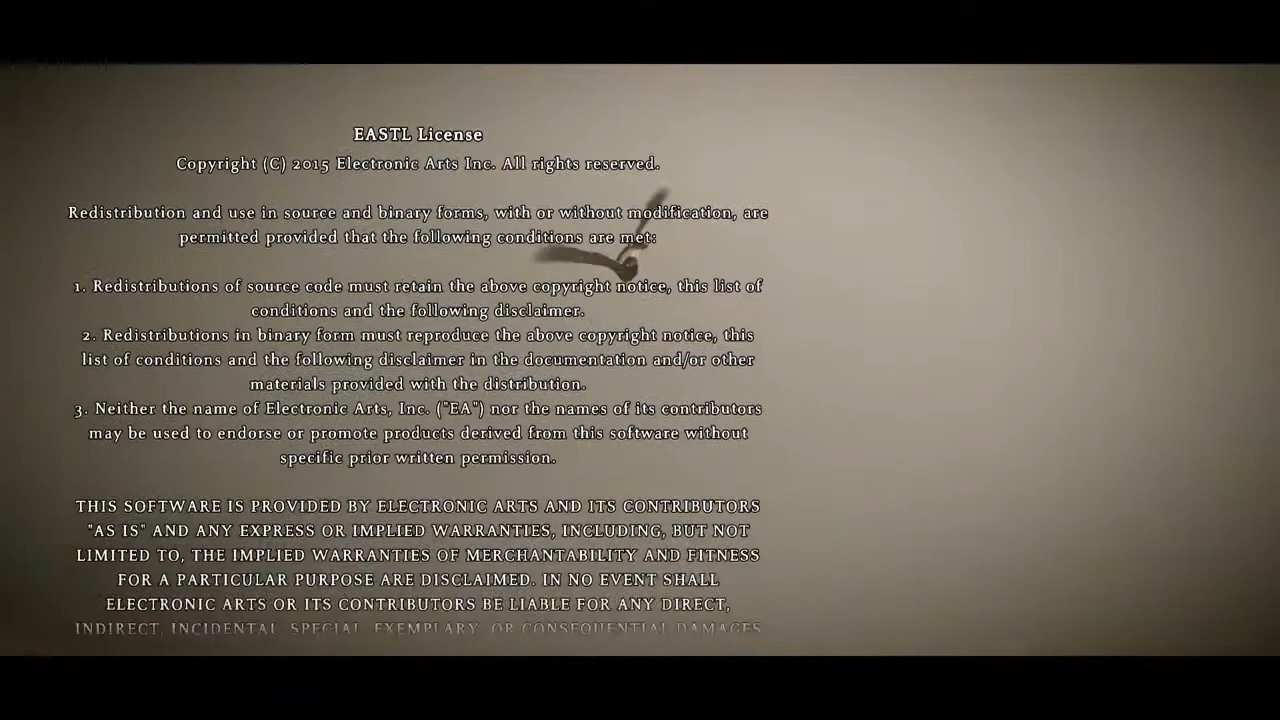 EASTL License
Copyright (C) 2015 Electronic Arts Inc. All rights reserved.
Redistribution and use in source and binary forms, with or without modification, are
permitted provided that the following conditions are met:
1. Redistributions of source code must retain the above copyright notice, this list of
conditions and the following disclaimer.
2. Redistributions in binary form must reproduce the above copyright notice, this
list of conditions and the following disclaimer in the documentation and/or other
materials provided with the distribution.
3. Neither the name of Electronic Arts, Inc. ("EA") nor the names of its contributors
may be used to endorse or promote products derived from this software without
specific prior written permission.
THIS SOFTWARE IS PROVIDED BY ELECTRONIC ARTS AND ITS CONTRIBUTORS
"AS IS" AND ANY EXPRESS OR IMPLIED WARRANTIES, INCLUDING, BUT NOT
LIMITED TO, THE IMPLIED WARRANTIES OF MERCHANTABILITY AND FITNESS
FOR A PARTICULAR PURPOSE ARE DISCLAIMED. IN NO EVENT SHALL
ELECTRONIC ARTS OR ITS CONTRIBUTORS BE LIABLE FOR ANY DIRECT,
INDIRECT, INCIDENTAL, SPECIAL, EXEMPLARY, OR CONSEQUENTIAL DAMAGES